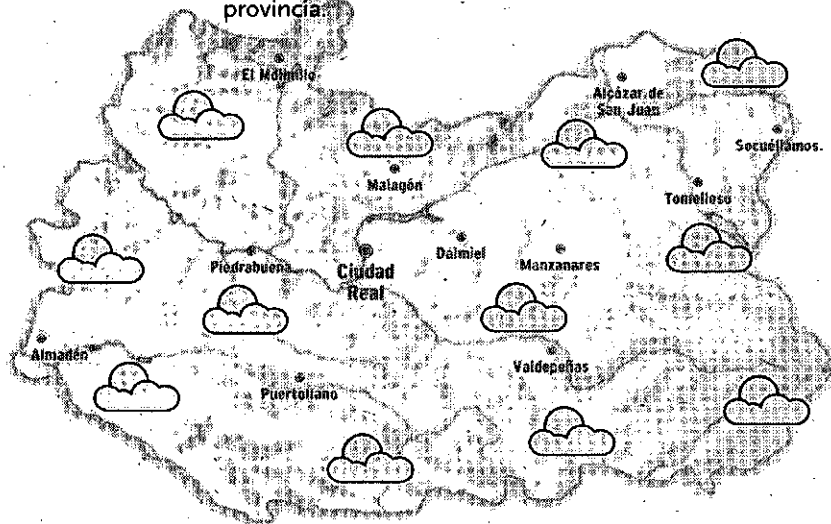 provincia.
El Molinillo
Alcázar de
San Juan
Socuéllamos.
Malagón
Tomelloso
Piedrabuena
Ciudad
Real
Daimiel
Manzanares
Almadén
Valdepeñas
Puertollano